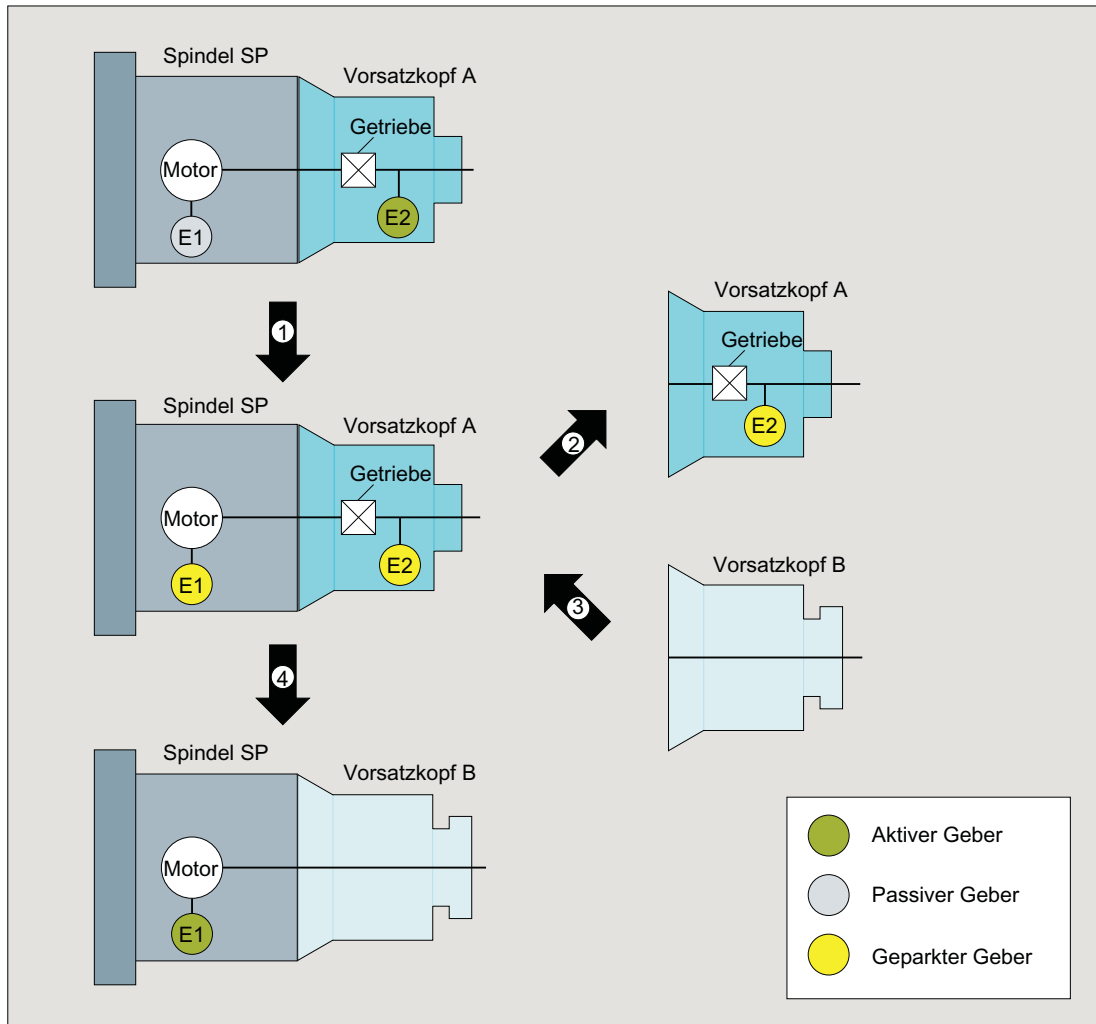 Spindel SP
Vorsatzkopf A
Getriebe
Motor
E1
E2
1
Vorsatzkopf A
Getriebe
E2
2
Spindel SP
Vorsatzkopf A
Getriebe
Motor
E1
E2
3
Vorsatzkopf B
4
Spindel SP
Vorsatzkopf B
Motor
E1
Aktiver Geber
Passiver Geber
Geparkter Geber